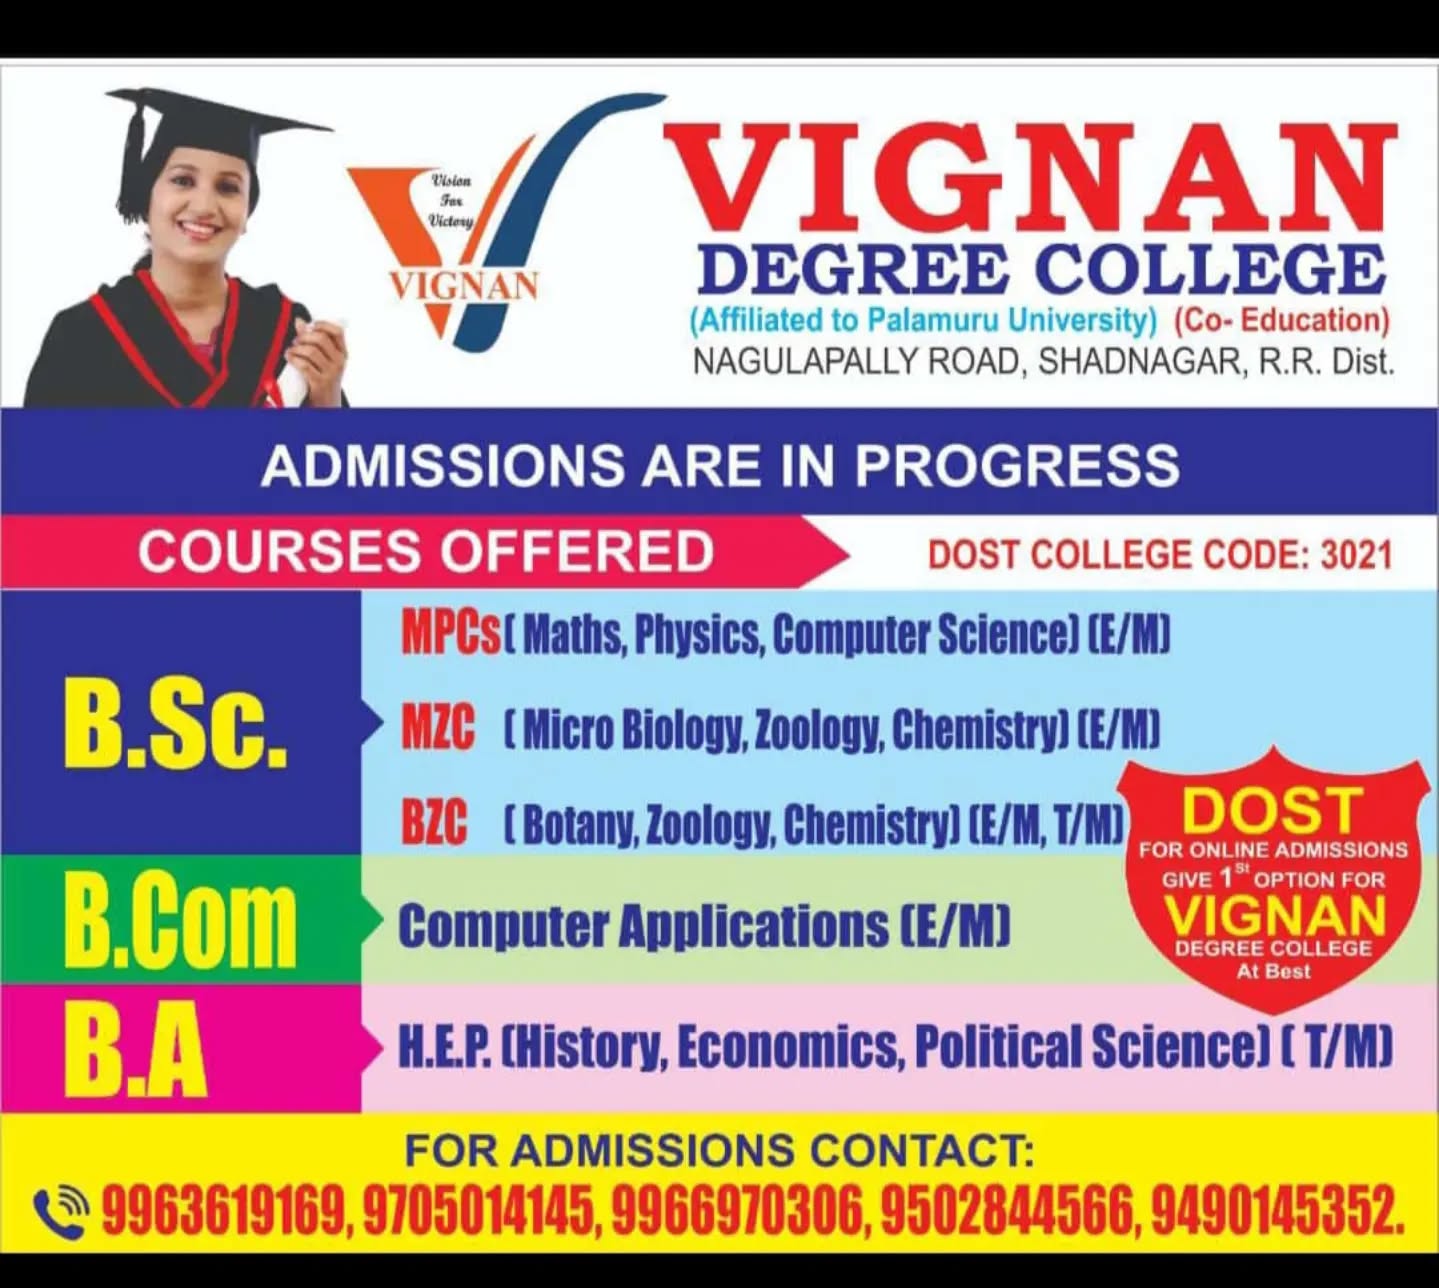 Vision
For
Victory
VIGNAN
VIGNAN
DEGREE COLLEGE
(Affiliated to Palamuru University) (Co- Education)
NAGULAPALLY ROAD, SHADNAGAR, R.R. Dist.
ADMISSIONS ARE IN PROGRESS
COURSES OFFERED
DOST COLLEGE CODE: 3021
B.Sc.
MPCs ( Maths, Physics, Computer Science) (E/M)
MZC ( Micro Biology, Zoology, Chemistry) (E/M)
BZC ( Botany, Zoology, Chemistry) (E/M, T/M)
DOST
FOR ONLINE ADMISSIONS
GIVE 1St OPTION FOR
VIGNAN
DEGREE COLLEGE
At Best
B.Com
Computer Applications (E/M)
B.A
H.E.P. (History, Economics, Political Science) ( T/M)
FOR ADMISSIONS CONTACT:
9963619169, 9705014145, 9966970306, 9502844566, 9490145352.